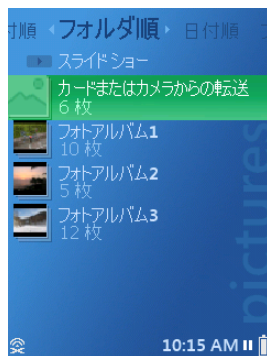 付順 フォルダ順 日付順
スライドショー
カードまたはカメラからの転送
6 枚
フォトアルバム1
10 枚
フォトアルバム2
5 枚
フォトアルバム3
12 枚
pictures
10:15 AM